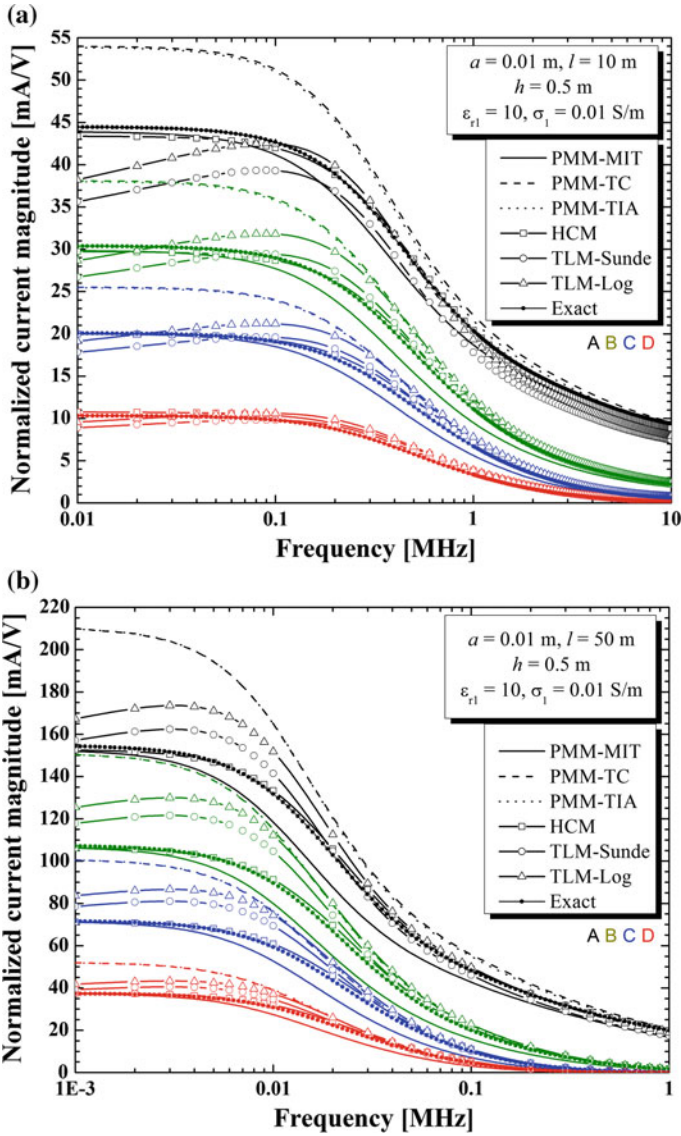 (a)
Normalized current magnitude [mA/V]
55
50
45
40
35
30
25
20
15
10
5
0
a = 0.01 m, l = 10 m
h = 0.5 m
εr1 = 10, σ1 = 0.01 S/m
PMM-MIT
PMM-TC
PMM-TIA
HCM
TLM-Sunde
TLM-Log
Exact
A B C D
0.01 0.1 1 10
Frequency [MHz]
(b)
Normalized current magnitude [mA/V]
220
200
180
160
140
120
100
80
60
40
20
0
a = 0.01 m, l = 50 m
h = 0.5 m
εr1 = 10, σ1 = 0.01 S/m
PMM-MIT
PMM-TC
PMM-TIA
HCM
TLM-Sunde
TLM-Log
Exact
A B C D
1E-3 0.01 0.1 1
Frequency [MHz]